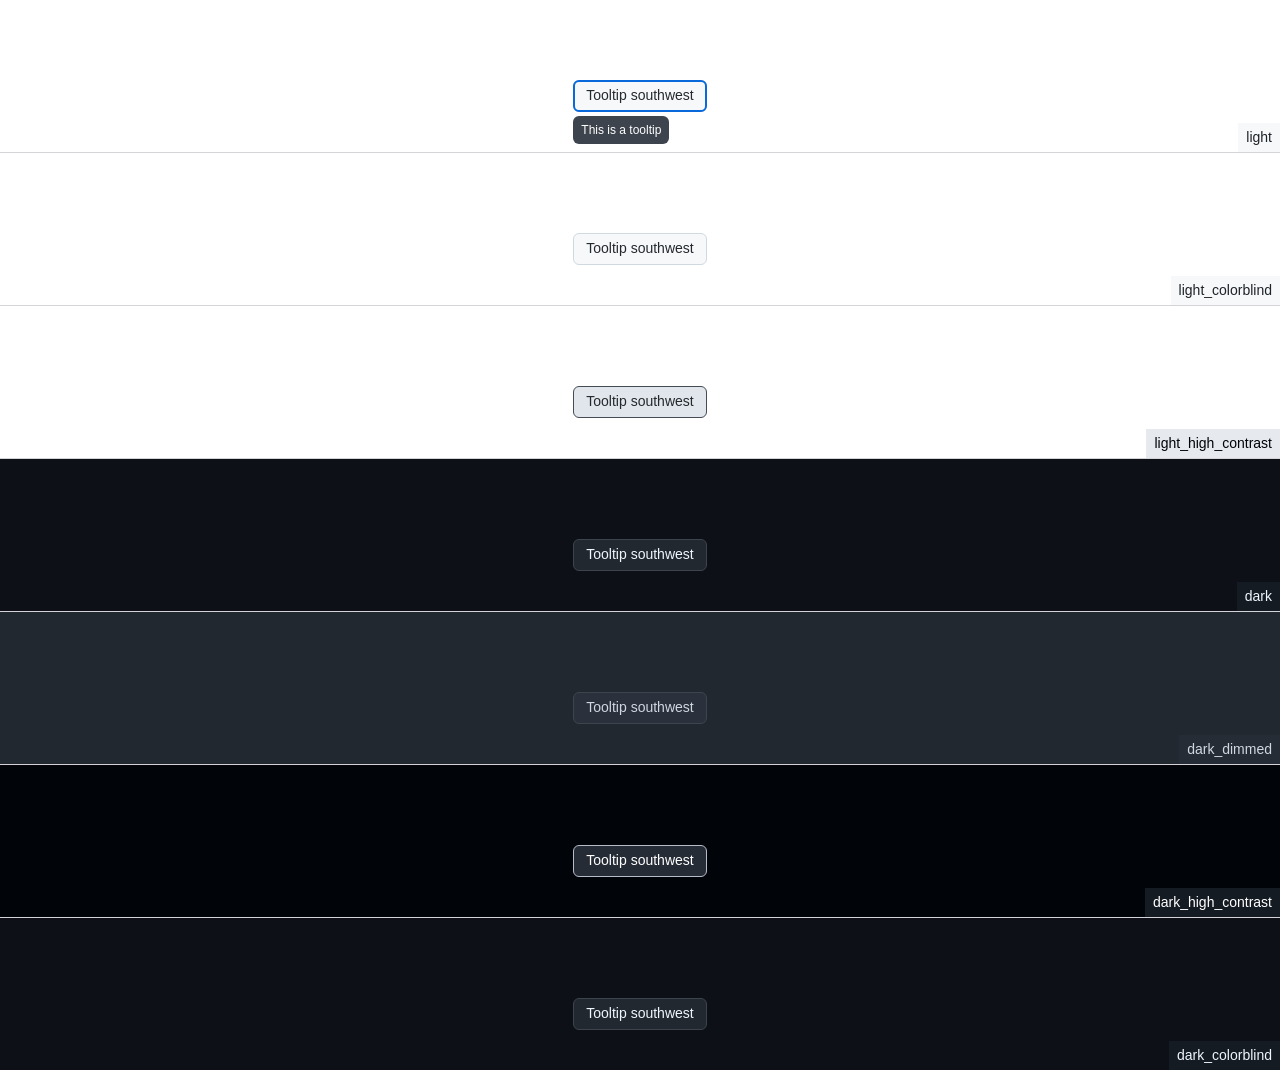 Tooltip southwest
This is a tooltip
light
Tooltip southwest
light_colorblind
Tooltip southwest
light_high_contrast
Tooltip southwest
dark
Tooltip southwest
dark_dimmed
Tooltip southwest
dark_high_contrast
Tooltip southwest
dark_colorblind